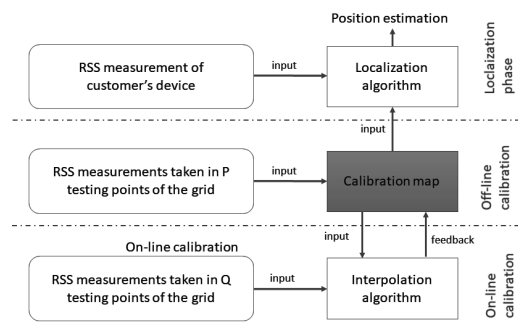 Position estimation
RSS measurement of
customer's device
input
Localization
algorithm
Loclaization
phase
input
RSS measurements taken in P
testing points of the grid
input
Calibration map
Off-line
calibration
On-line calibration
input
feedback
RSS measurements taken in Q
testing points of the grid
input
Interpolation
algorithm
On-line
calibration